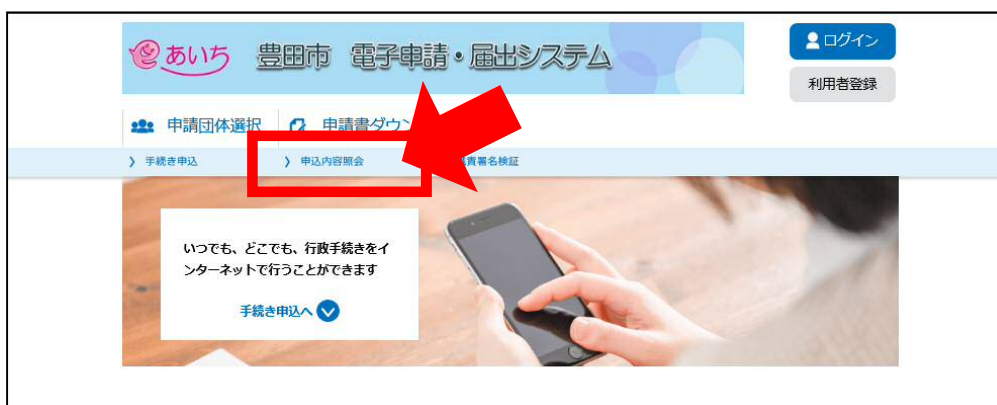 あいち 豊田市 電子申請・届出システム
ログイン
利用者登録
申請団体選択 申請書ダウン
手続き申込 申込内容照会 責署名検証
いつでも、どこでも、行政手続きをイ
ンターネットで行うことができます
手続き申込へ